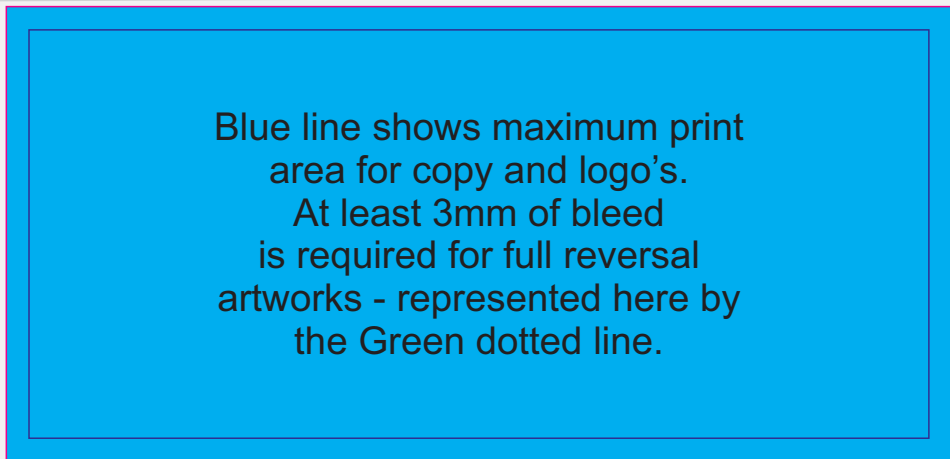 Blue line shows maximum print
area for copy and logo’s.
At least 3mm of bleed
is required for full reversal
artworks - represented here by
the Green dotted line.